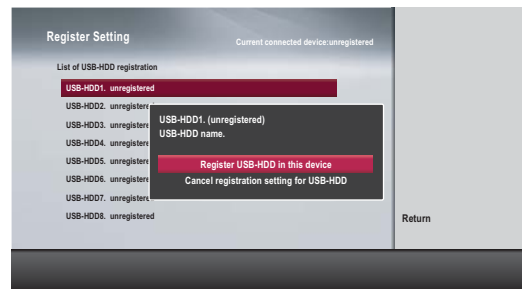 Register Setting
Current connected device:unregistered
List of USB-HDD registration
USB-HDD1. unregistered
USB-HDD2. unregistere
USB-HDD3. unregistere
USB-HDD4. unregistere
USB-HDD5. unregistere
USB-HDD6. unregistere
USB-HDD7. unregistere
USB-HDD8. unregistered
USB-HDD1. (unregistered)
USB-HDD name.
Register USB-HDD in this device
Cancel registration setting for USB-HDD
Return